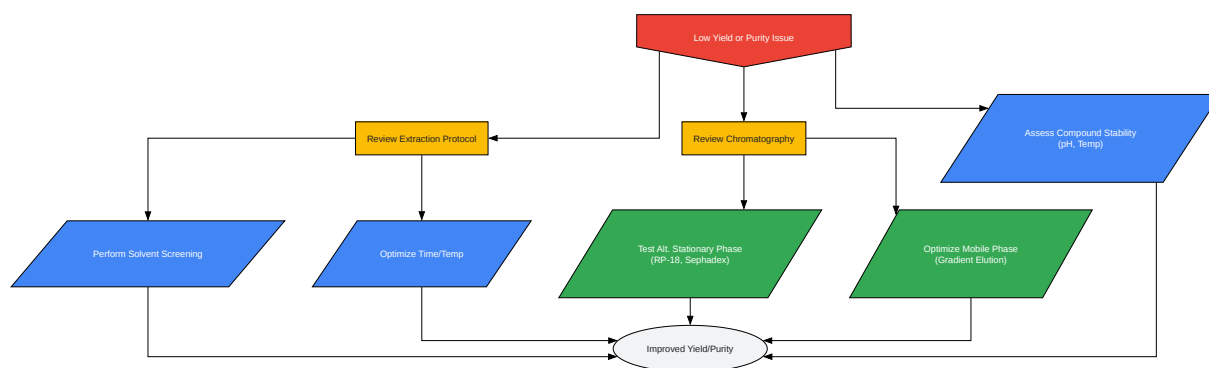 Low Yield or Purity Issue
Review Extraction Protocol
Review Chromatography
Assess Compound Stability
(pH, Temp)
Perform Solvent Screening
Optimize Time/Temp
Test Alt. Stationary Phase
(RP-18, Sephadex)
Optimize Mobile Phase
(Gradient Elution)
Improved Yield/Purity